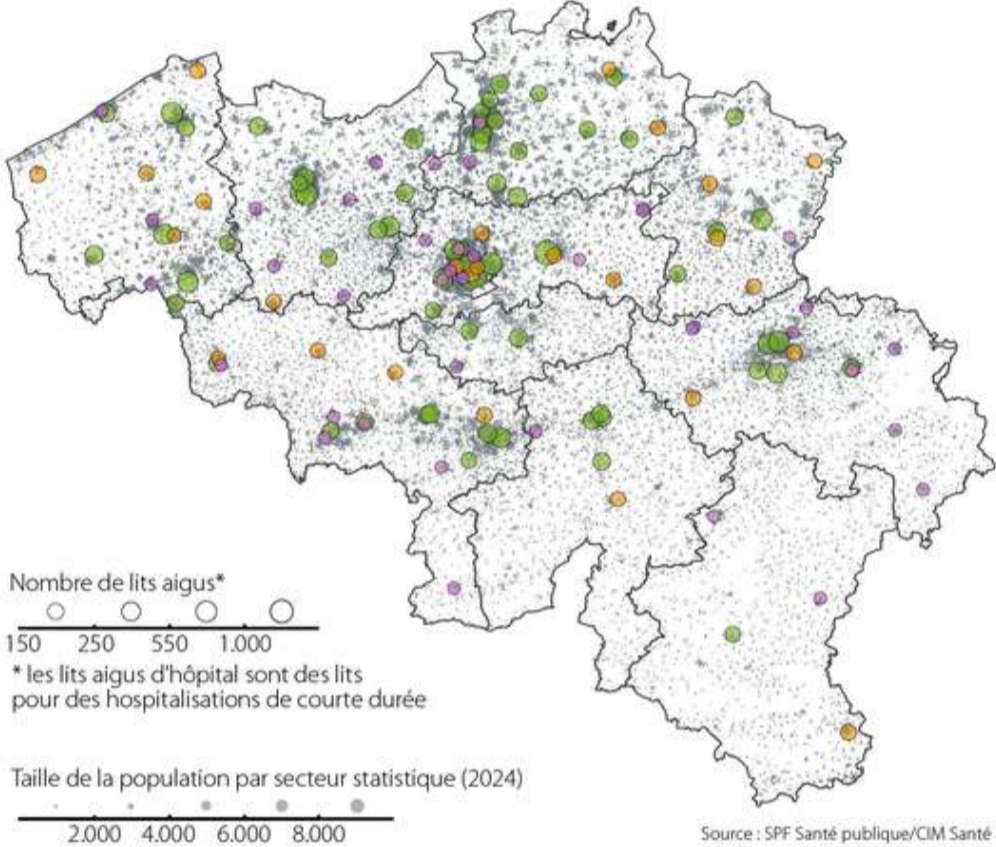 Nombre de lits aigus*
150 250 550 1.000
* les lits aigus d'hôpital sont des lits
pour des hospitalisations de courte durée
Taille de la population par secteur statistique (2024)
2.000 4.000 6.000 8.000
Source : SPF Santé publique/CIM Santé